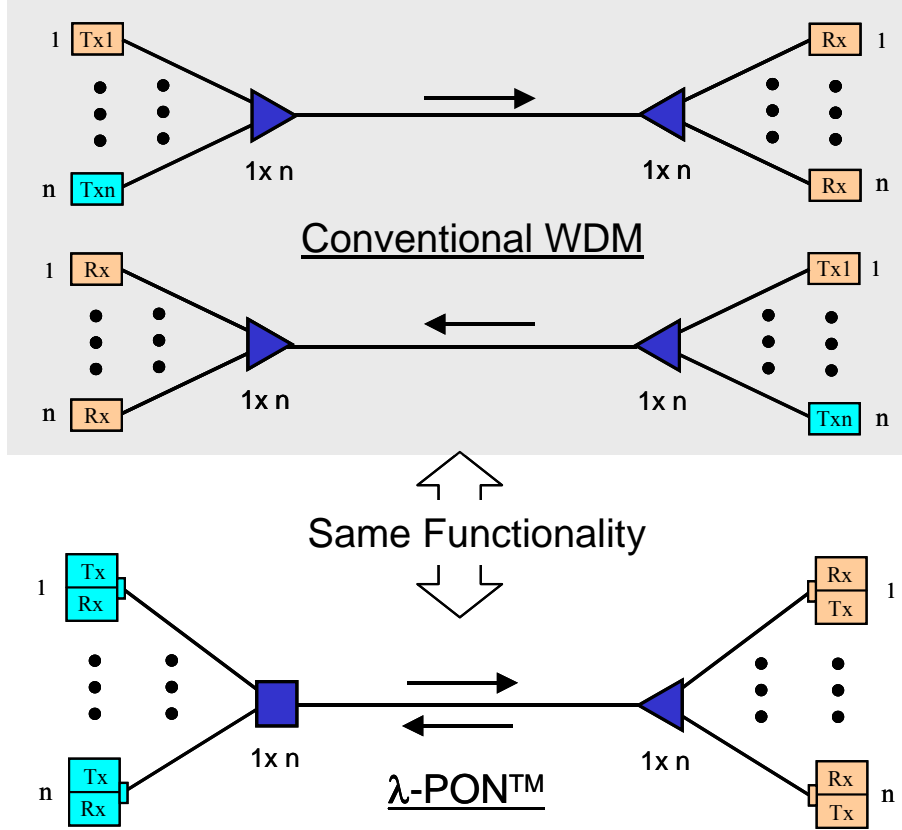 1 Tx1 Rx 1
1x n 1x n
n Txn Rx n
Conventional WDM
1 Rx Tx1 1
1x n 1x n
n Rx Txn n
Same Functionality
1 Tx Rx 1
Rx Tx
1x n 1x n
n Tx Rx n
Rx Tx
λ-PON™